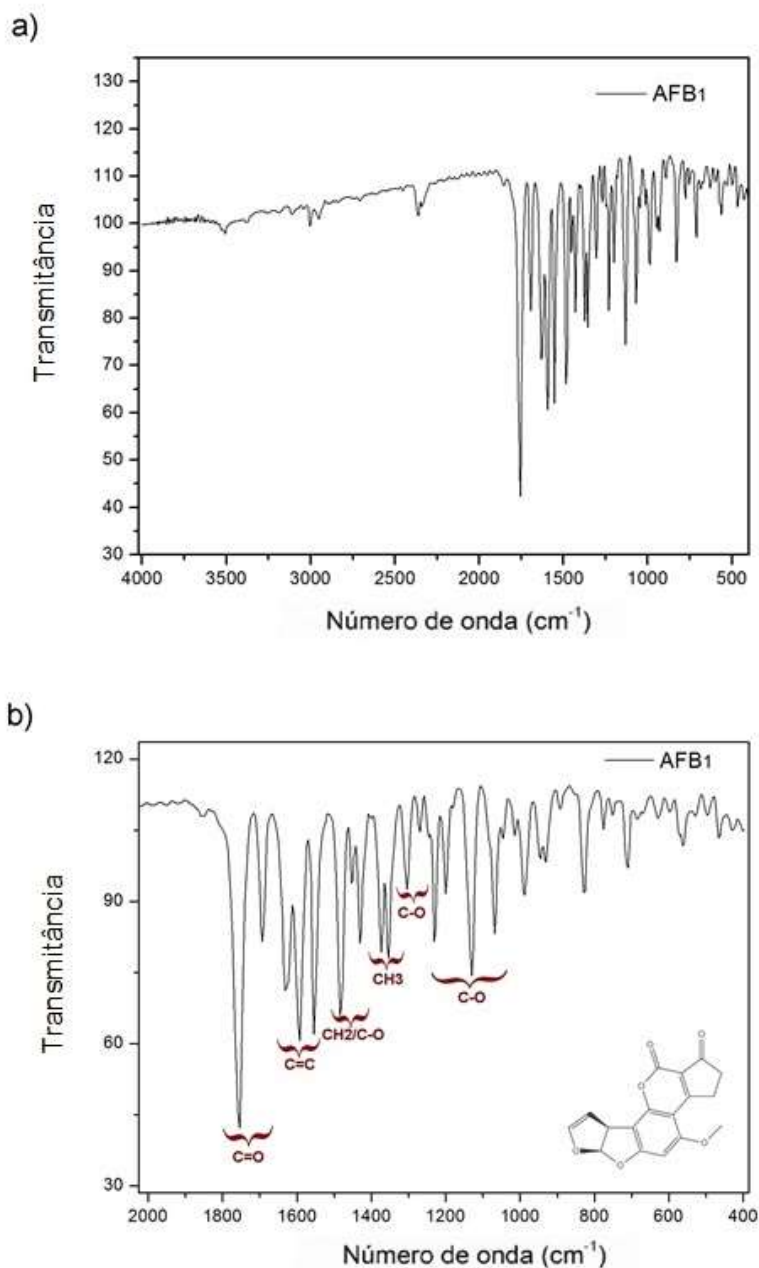 a)
AFB1
130
120
110
100
90
80
70
60
50
40
30
Transmitância
4000 3500 3000 2500 2000 1500 1000 500
Número de onda (cm-1)
b)
AFB1
120
90
60
30
Transmitância
C-O
CH3
C-O
CH2/C-O
C=C
C=O
O
O
O
O
O
O
2000 1800 1600 1400 1200 1000 800 600 400
Número de onda (cm-1)